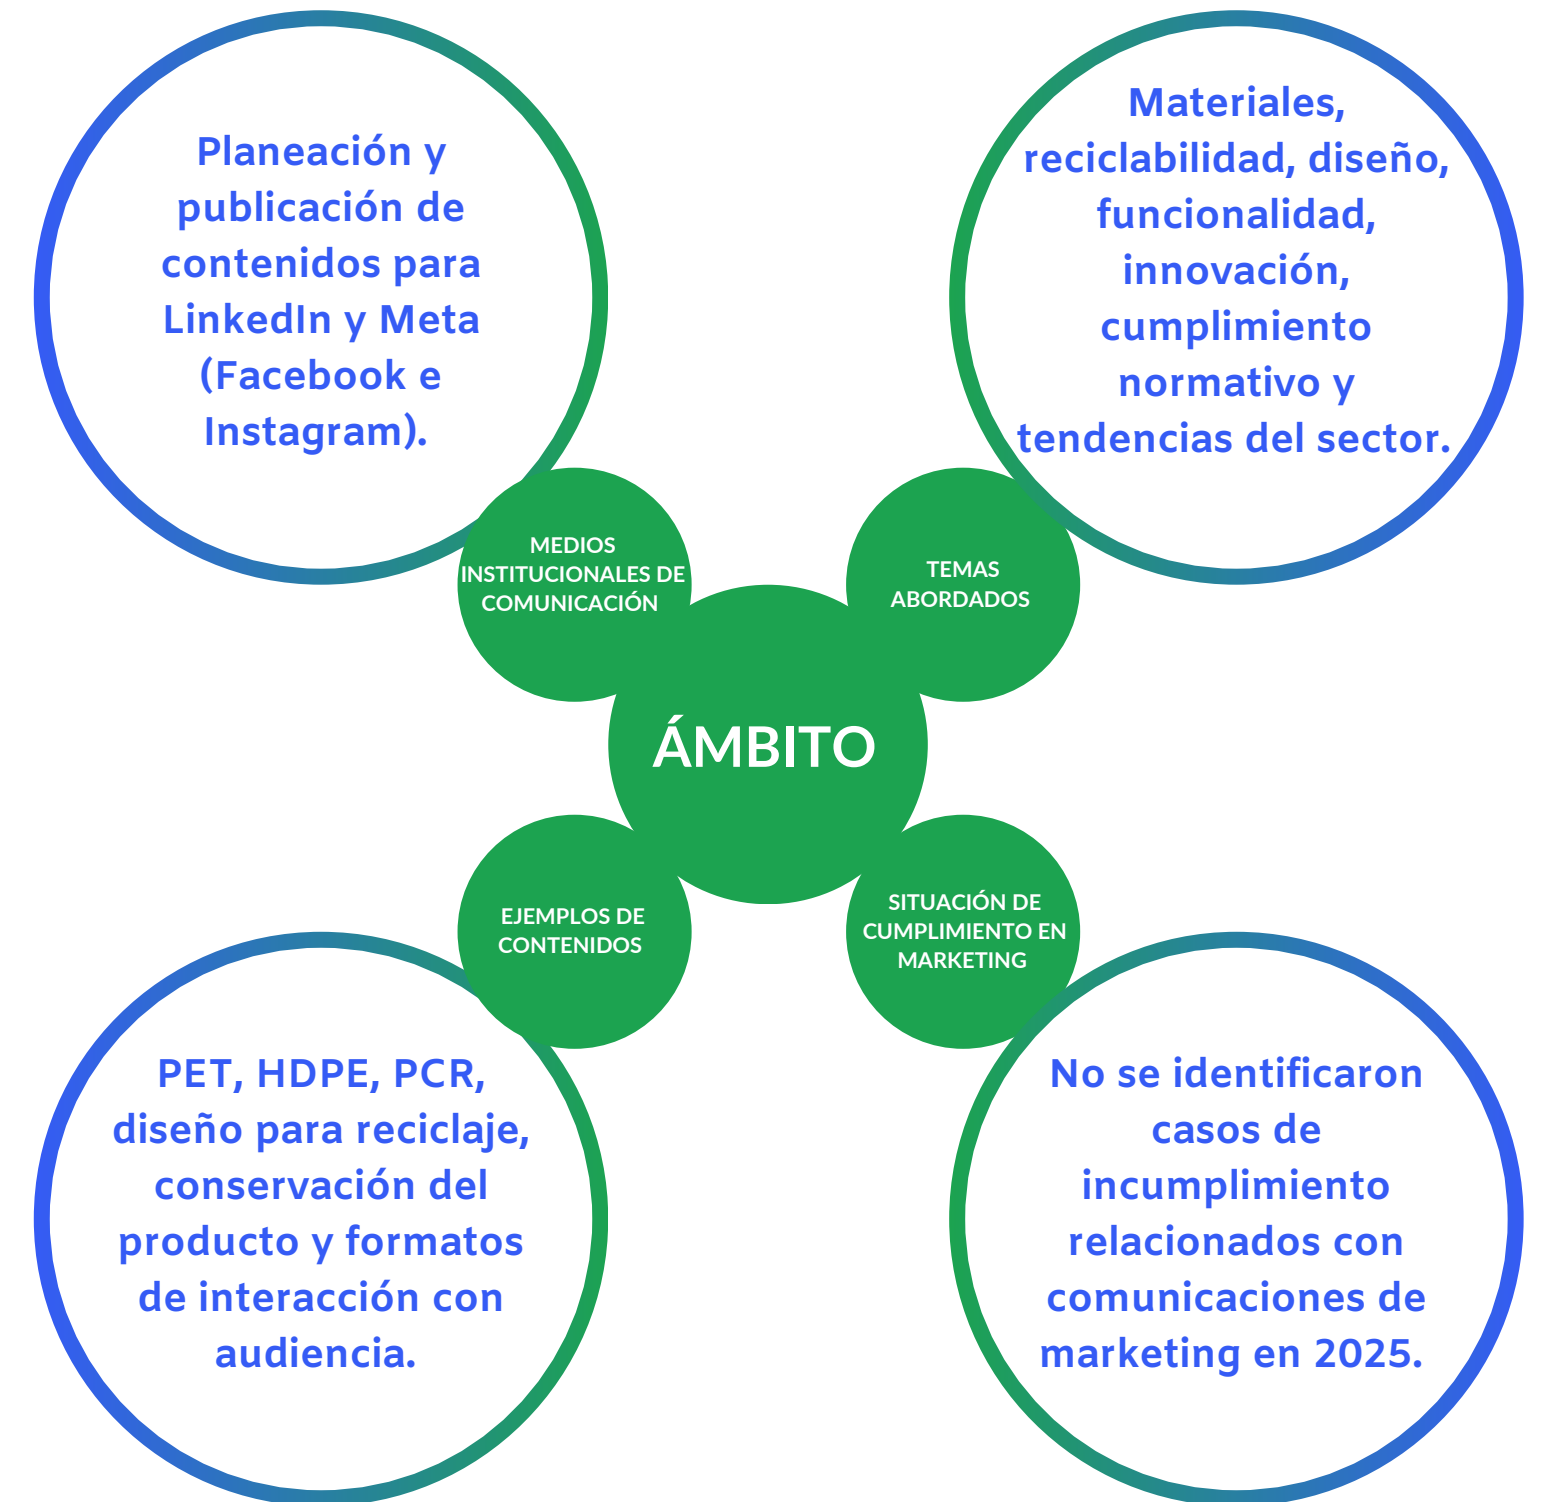 Planeación y
publicación de
contenidos para
LinkedIn y Meta
(Facebook e
Instagram).
Materiales,
reciclabilidad, diseño,
funcionalidad,
innovación,
cumplimiento
normativo y
tendencias del sector.
MEDIOS
INSTITUCIONALES DE
COMUNICACIÓN
TEMAS
ABORDADOS
ÁMBITO
EJEMPLOS DE
CONTENIDOS
SITUACIÓN DE
CUMPLIMIENTO EN
MARKETING
PET, HDPE, PCR,
diseño para reciclaje,
conservación del
producto y formatos
de interacción con
audiencia.
No se identificaron
casos de
incumplimiento
relacionados con
comunicaciones de
marketing en 2025.